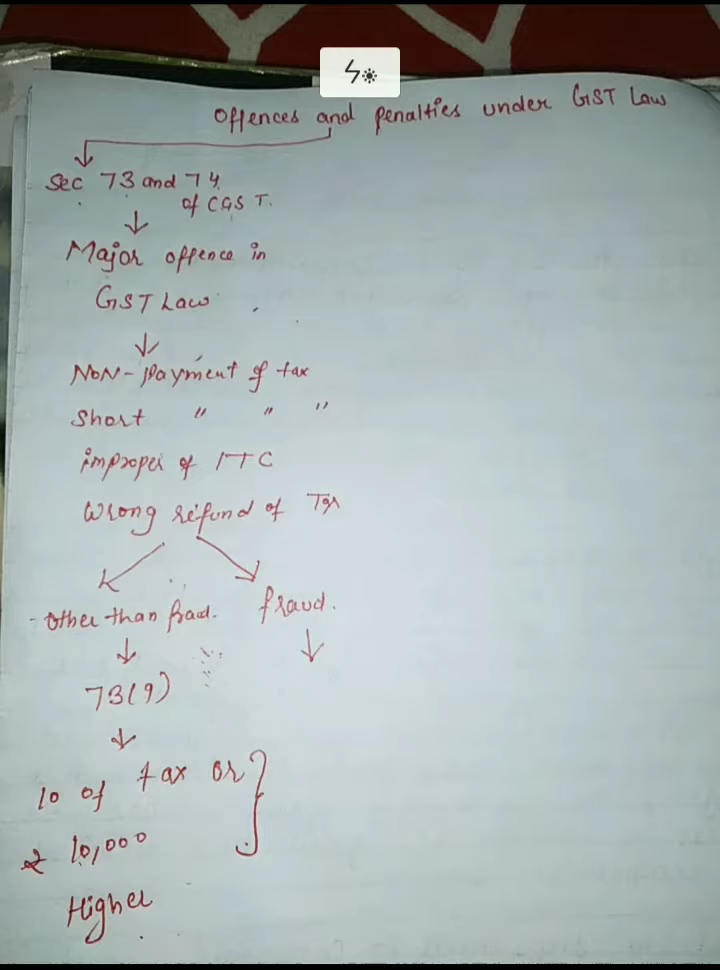 Offences and penalties under GST Law
Sec 73 and 74
of CGS T.
Major offence in
GST Law
NON-payment of tax
Short " " "
improper of ITC
Wrong refund of
other than fraud. fraud.
73(9)
10 of tax or
₹ 10,000
Higher